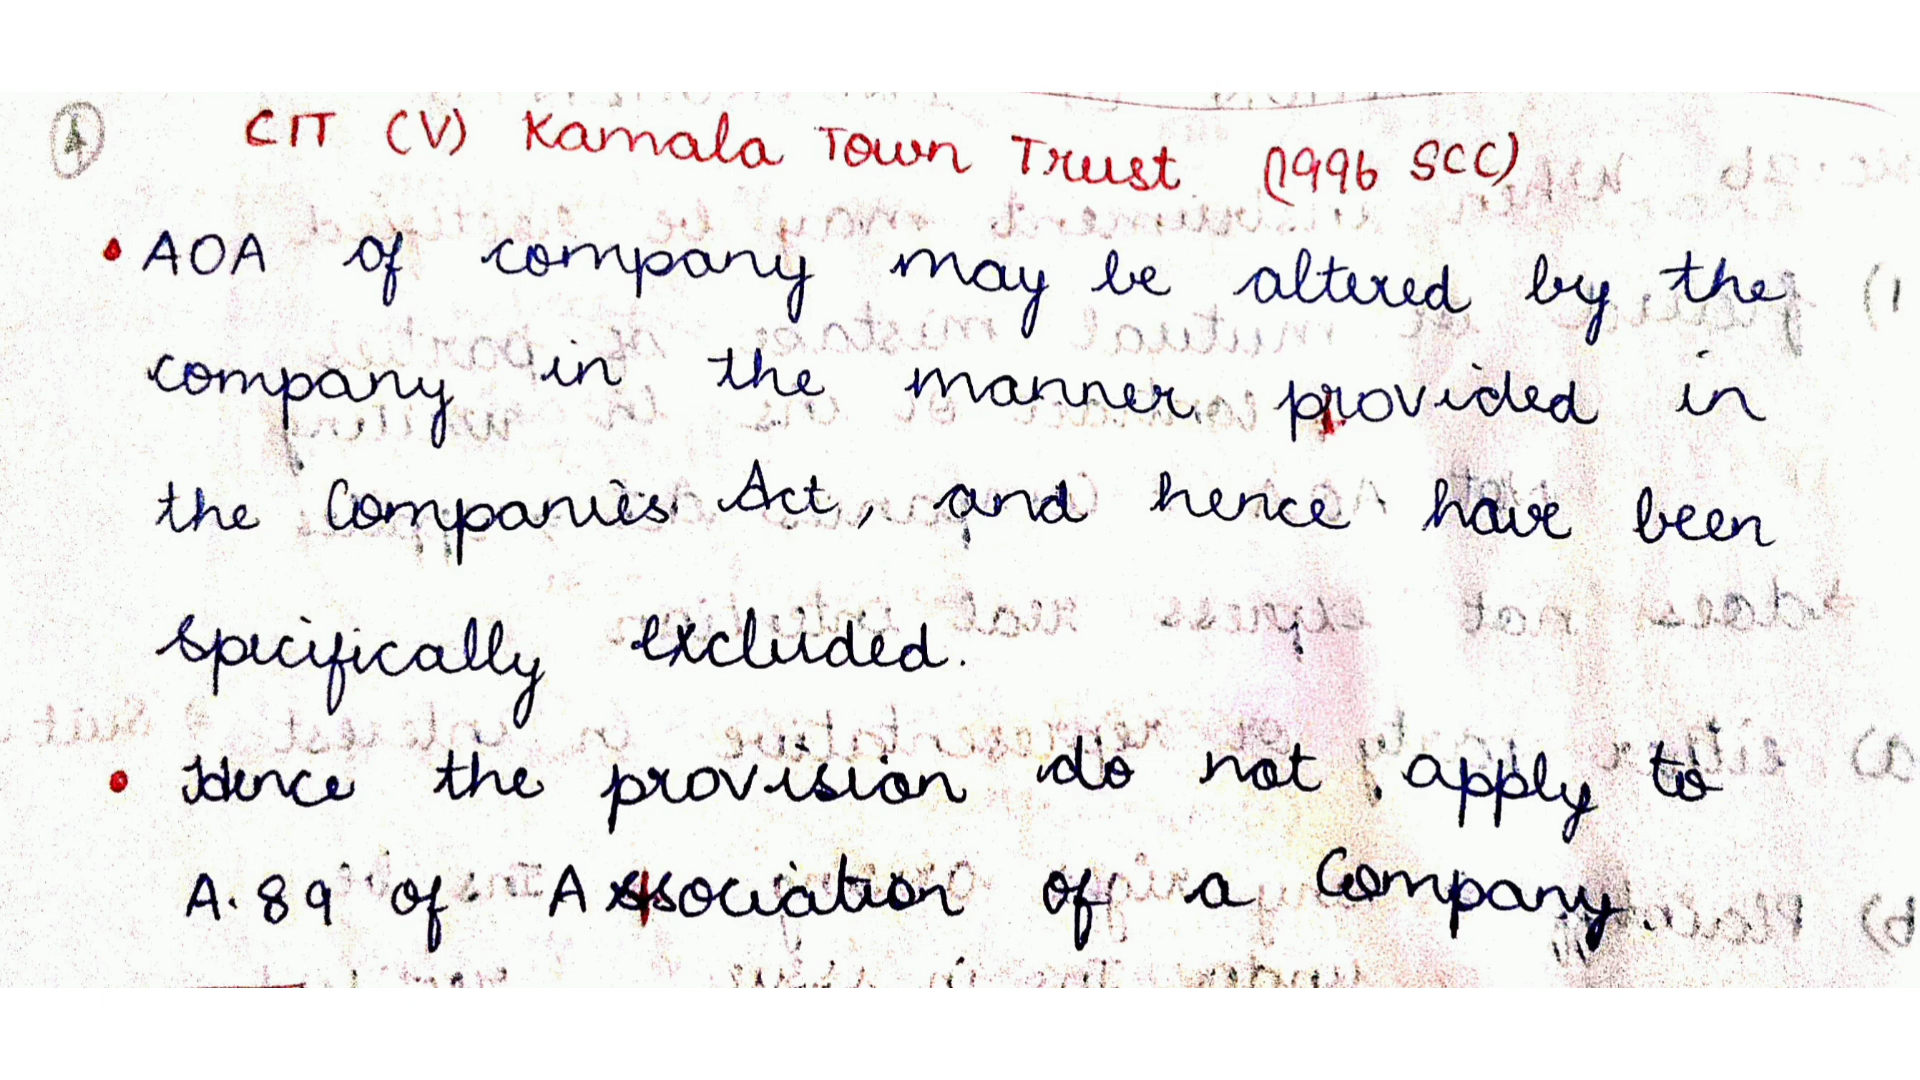 CIT (V) Kamala Town Trust (1996 SCC)
• AOA of company may be altered by the
company in the manner provided in
the Companies Act, and hence have been
specifically excluded.
• Hence the provision do not apply to
A. 89 of Association of a Company.